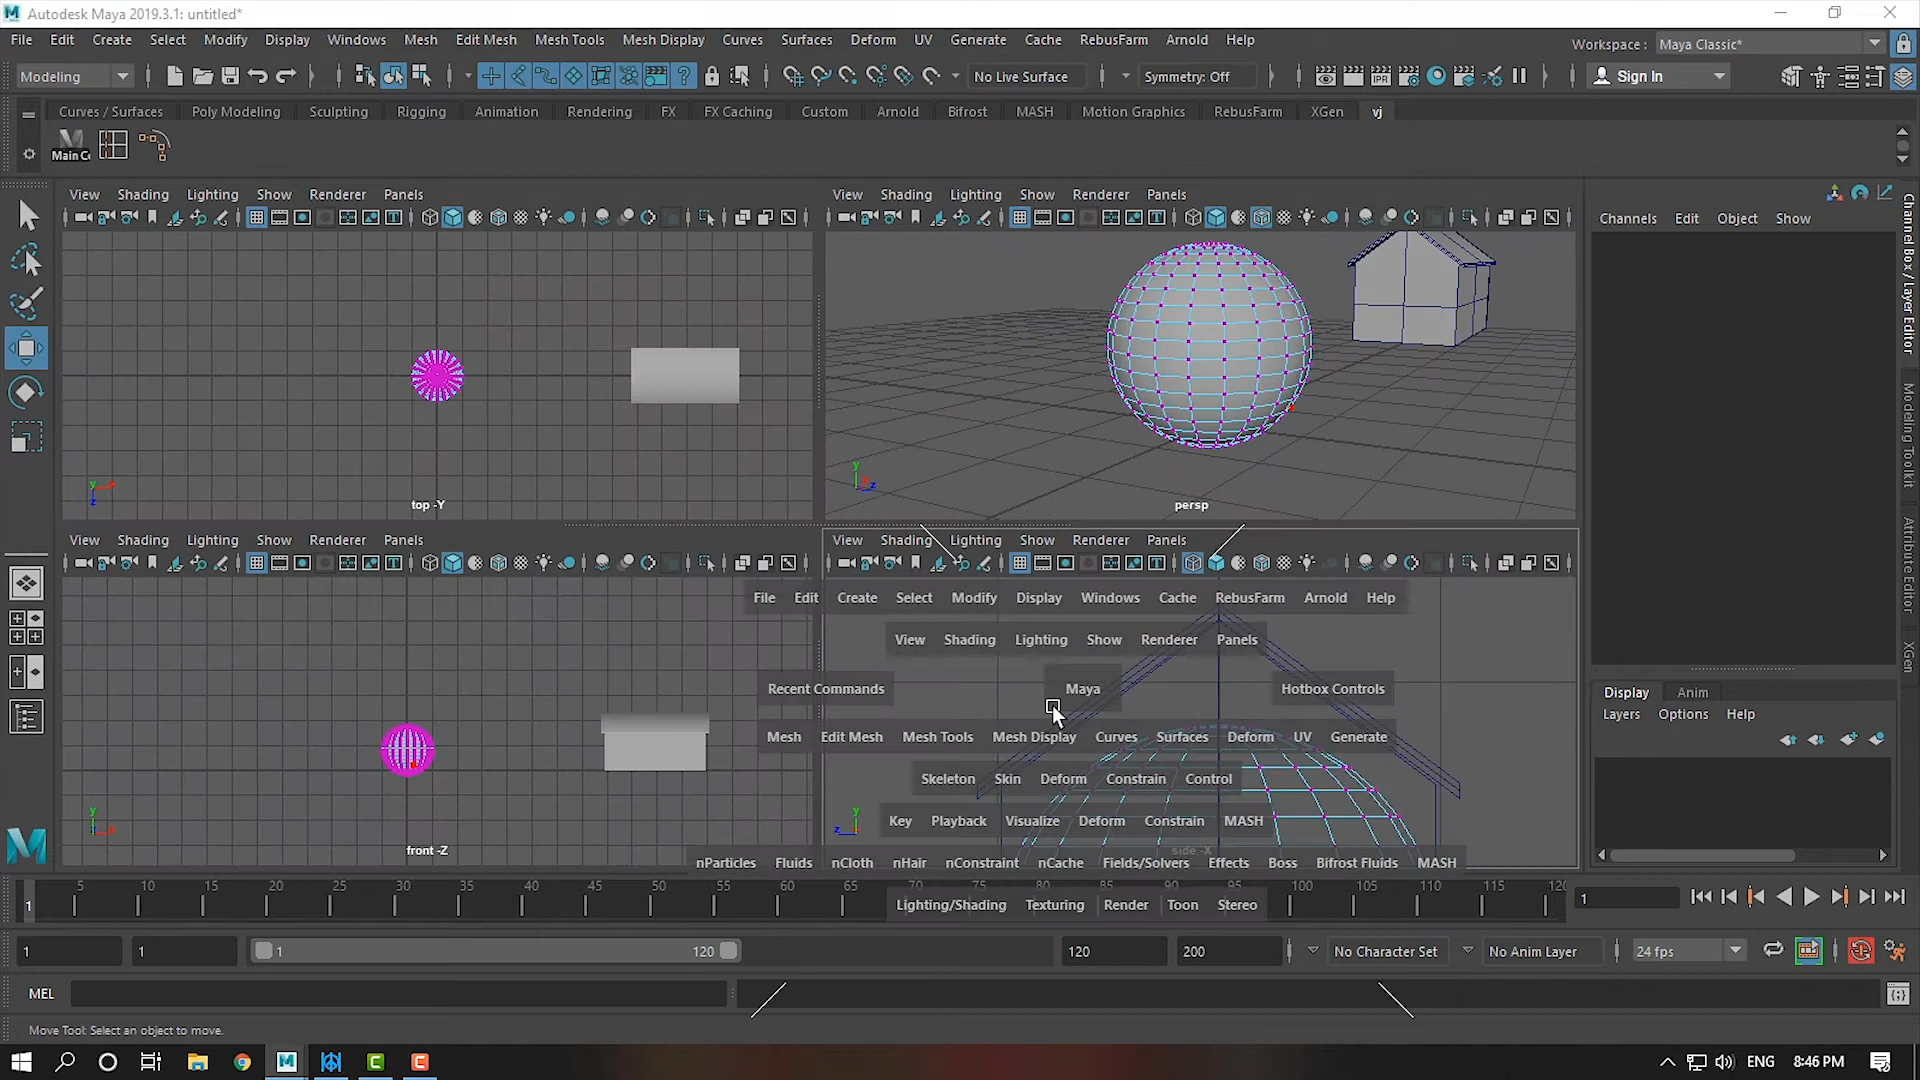 Autodesk Maya 2019.3.1: untitled*
File Edit Create Select Modify Display Windows Mesh Edit Mesh Mesh Tools Mesh Display Curves Surfaces Deform UV Generate Cache RebusFarm Arnold Help
Workspace : Maya Classic*
Modeling No Live Surface Symmetry: Off IPR Sign In
Curves / Surfaces Poly Modeling Sculpting Rigging Animation Rendering FX FX Caching Custom Arnold Bifrost MASH Motion Graphics RebusFarm XGen vj
Main Cc
View Shading Lighting Show Renderer Panels
View Shading Lighting Show Renderer Panels
Channels Edit Object Show
Channel Box / Layer Editor
Modeling Toolkit
Attribute Editor
XGen
top -Y
persp
View Shading Lighting Show Renderer Panels
View Shading Lighting Show Renderer Panels
File Edit Create Select Modify Display Windows Cache RebusFarm Arnold Help
View Shading Lighting Show Renderer Panels
Recent Commands Maya Hotbox Controls
Mesh Edit Mesh Mesh Tools Mesh Display Curves Surfaces Deform UV Generate
Skeleton Skin Deform Constrain Control
Key Playback Visualize Deform Constrain MASH
front -Z
side -X
nParticles Fluids nCloth nHair nConstraint nCache Fields/Solvers Effects Boss Bifrost Fluids MASH
Lighting/Shading Texturing Render Toon Stereo
Display Anim
Layers Options Help
5 10 15 20 25 30 35 40 45 50 55 60 65 70 75 80 85 90 95 100 105 110 115 120
1 1
1 1 1 120 120 200 No Character Set No Anim Layer 24 fps
MEL
Move Tool: Select an object to move.
ENG 8:46 PM